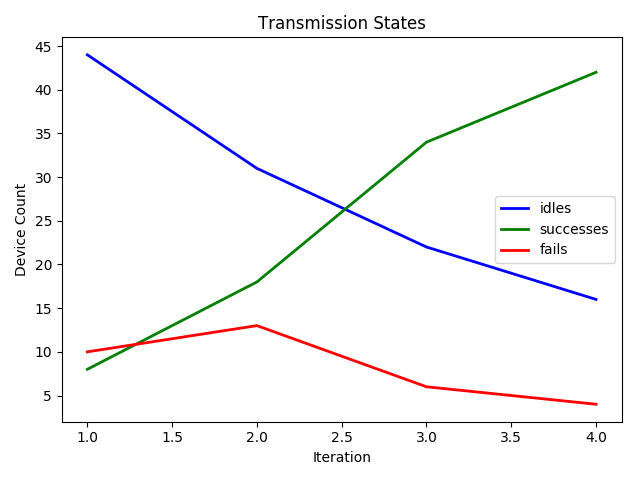 Transmission States
45
40
35
30
25
20
15
10
5
Device Count
idles
successes
fails
1.0 1.5 2.0 2.5 3.0 3.5 4.0
Iteration